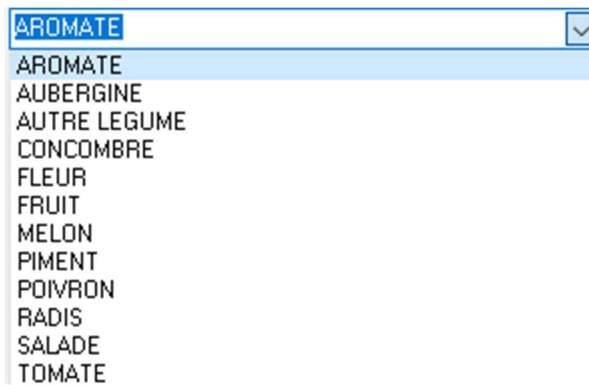 AROMATE
AROMATE
AUBERGINE
AUTRE LEGUME
CONCOMBRE
FLEUR
FRUIT
MELON
PIMENT
POIVRON
RADIS
SALADE
TOMATE